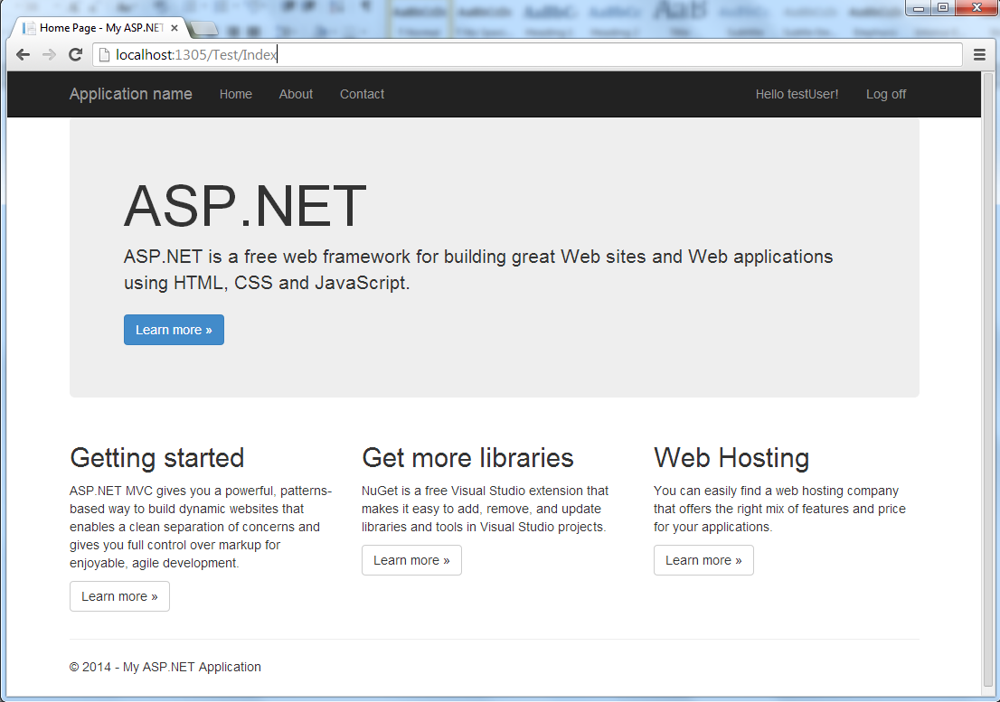 Home Page - My ASP.NET
localhost:1305/Test/Index
Application name Home About Contact Hello testUser! Log off
ASP.NET
ASP.NET is a free web framework for building great Web sites and Web applications
using HTML, CSS and JavaScript.
Learn more »
Getting started
ASP.NET MVC gives you a powerful, patterns-
based way to build dynamic websites that
enables a clean separation of concerns and
gives you full control over markup for
enjoyable, agile development.
Learn more »
Get more libraries
NuGet is a free Visual Studio extension that
makes it easy to add, remove, and update
libraries and tools in Visual Studio projects.
Learn more »
Web Hosting
You can easily find a web hosting company
that offers the right mix of features and price
for your applications.
Learn more »
© 2014 - My ASP.NET Application